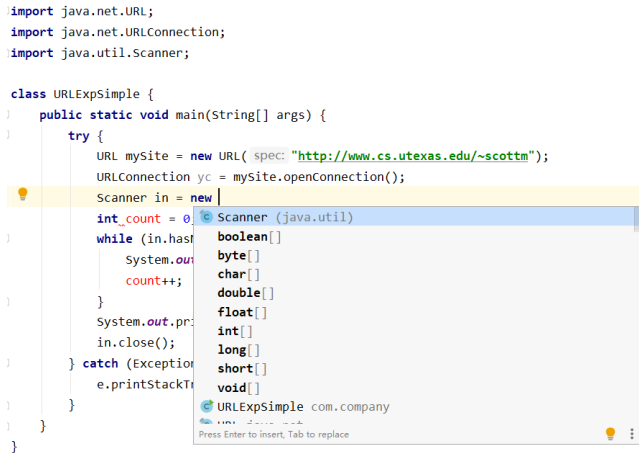 import java.net.URL;
import java.net.URLConnection;
import java.util.Scanner;
class URLExpSimple {
public static void main(String[] args) {
try {
URL mySite = new URL( spec: "http://www.cs.utexas.edu/~scottm");
URLConnection yc = mySite.openConnection();
Scanner in = new
int count = 0
while (in.has
System.out
count++;
}
System.out.pri
in.close();
} catch (Exception
e.printStackTr
}
}
}
Scanner (java.util)
boolean[]
byte[]
char[]
double[]
float[]
int[]
long[]
short[]
void[]
URLExpSimple com.company
Press Enter to insert, Tab to replace